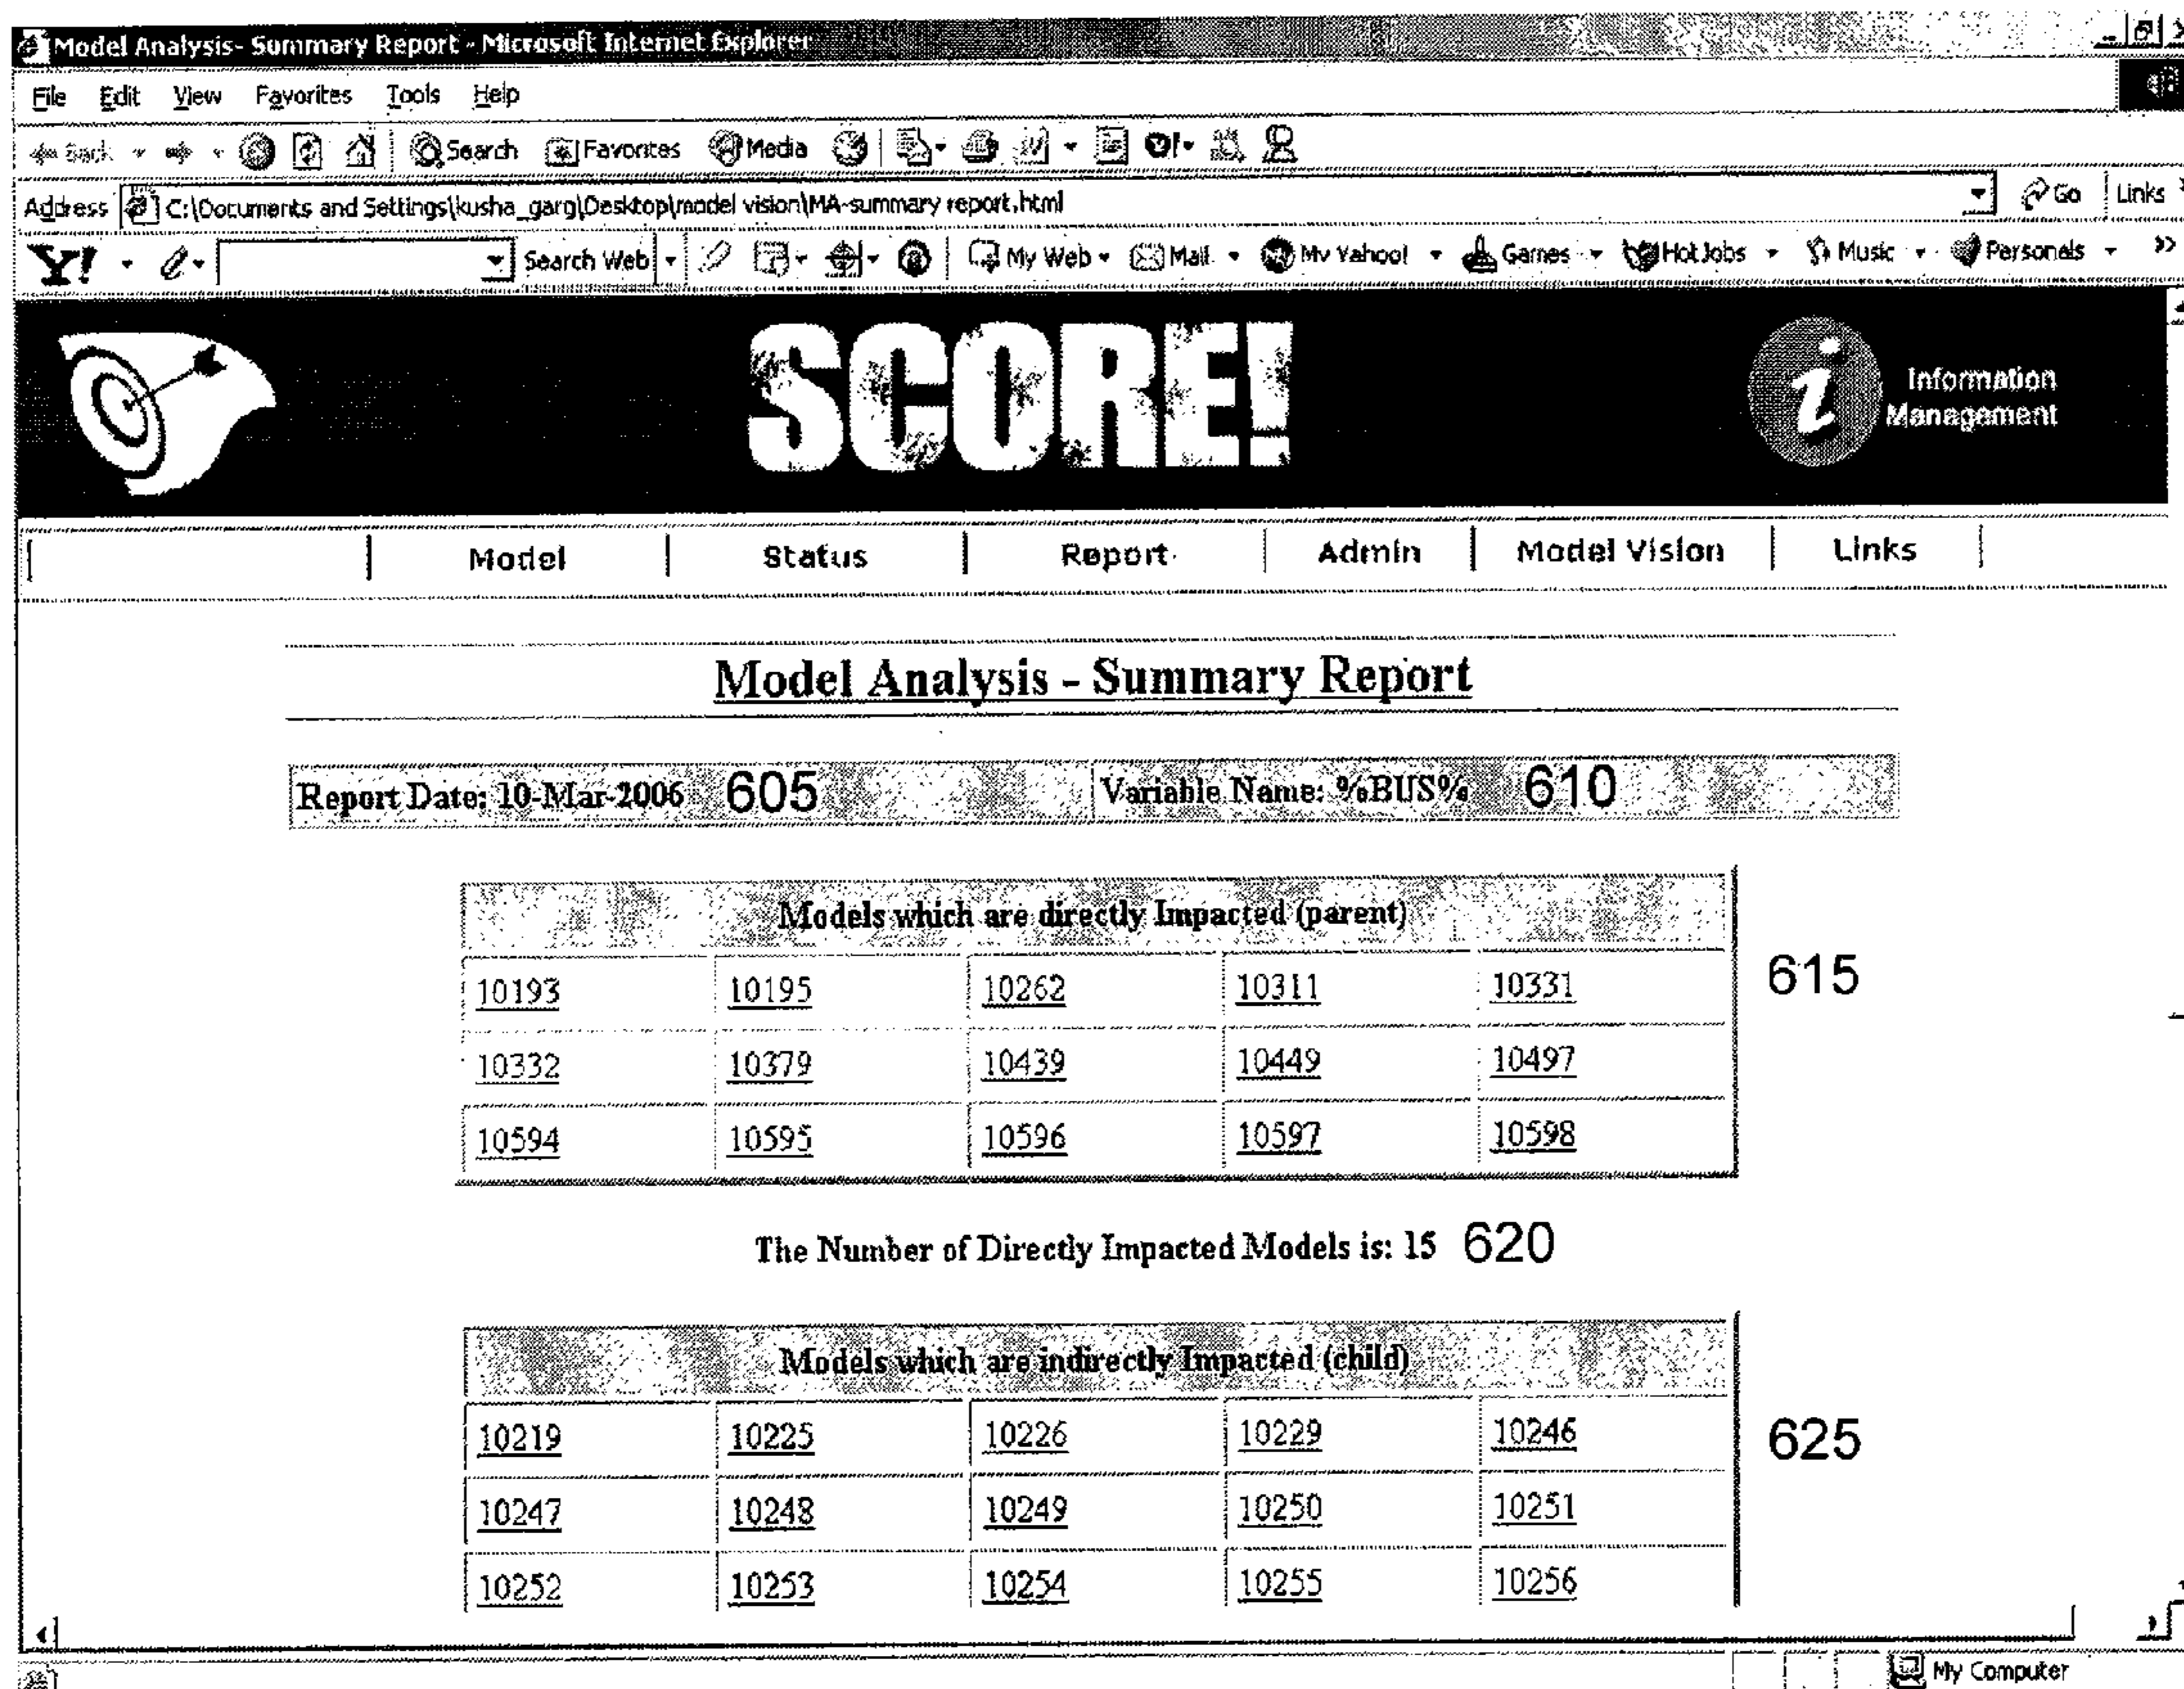 Model Analysis- Summary Report - Microsoft Internet Explorer
File Edit View Favorites Tools Help
Back Search Favorites Media
Address C:\Documents and Settings\kusha_garg\Desktop\model vision\MA-summary report.html Go Links
Y! Search Web My Web Mail My Yahoo! Games HotJobs Music Personals »
SCORE!
i Information
Management
Model Status Report Admin Model Vision Links
Model Analysis - Summary Report
Report Date: 10-Mar-2006 605 Variable Name: %BUS% 610
Models which are directly Impacted (parent)
10193 10195 10262 10311 10331 615
10332 10379 10439 10449 10497
10594 10595 10596 10597 10598
The Number of Directly Impacted Models is: 15 620
Models which are indirectly Impacted (child)
10219 10225 10226 10229 10246 625
10247 10248 10249 10250 10251
10252 10253 10254 10255 10256
My Computer